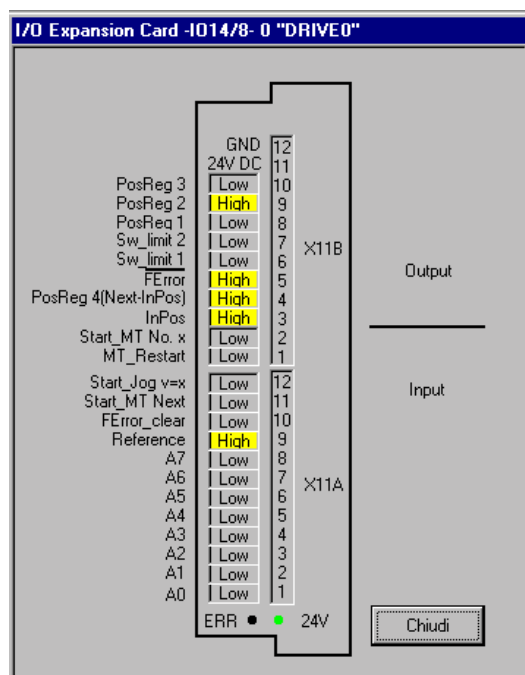 I/O Expansion Card -IO14/8- 0 "DRIVE0"
GND 12
24V DC 11
PosReg 3 Low 10
PosReg 2 High 9
PosReg 1 Low 8
Sw_limit 2 Low 7
X11B
Sw_limit 1 Low 6
Output
FError High 5
PosReg 4(Next-InPos) High 4
InPos High 3
Start_MT No. x Low 2
MT_Restart Low 1
Start_Jog v=x Low 12
Input
Start_MT Next Low 11
FError_clear Low 10
Reference High 9
A7 Low 8
A6 Low 7
X11A
A5 Low 6
A4 Low 5
A3 Low 4
A2 Low 3
A1 Low 2
A0 Low 1
ERR 24V
Chiudi